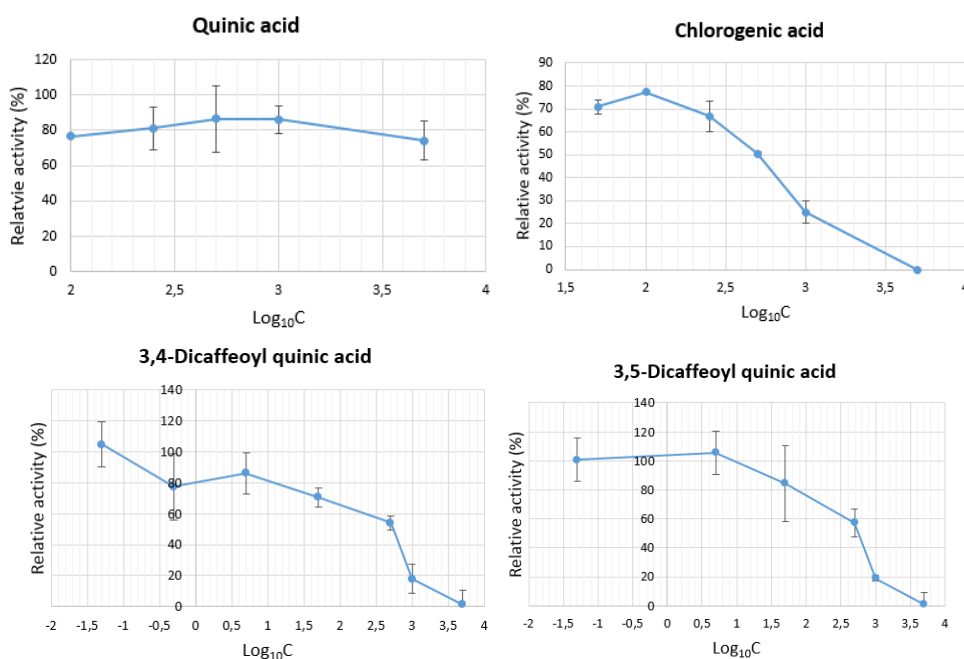 Quinic acid
Relatvie activity (%)
120
100
80
60
40
20
0
2 2,5 3 3,5 4
Log₁₀C
Chlorogenic acid
Relative activity (%)
90
80
70
60
50
40
30
20
10
0
1,5 2 2,5 3 3,5 4
Log₁₀C
3,4-Dicaffeoyl quinic acid
Relative activity (%)
140
120
100
80
60
40
20
0
-2 -1,5 -1 -0,5 0 0,5 1 1,5 2 2,5 3 3,5 4
Log₁₀C
3,5-Dicaffeoyl quinic acid
Relative activity (%)
140
120
100
80
60
40
20
0
-2 -1,5 -1 -0,5 0 0,5 1 1,5 2 2,5 3 3,5 4
Log₁₀C